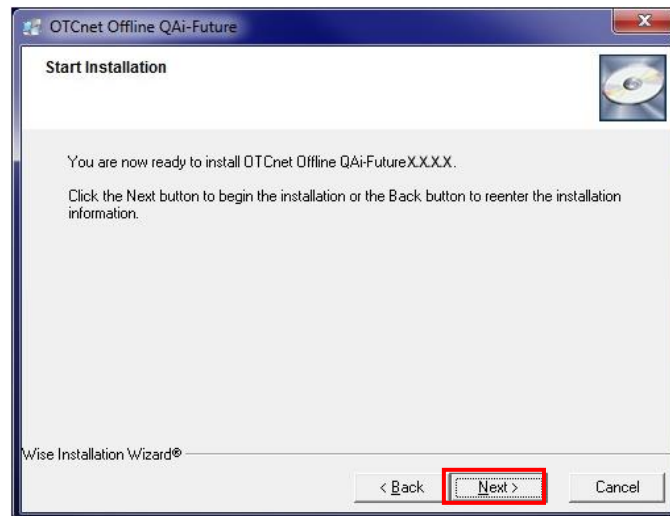 OTCnet Offline QAi-Future
Start Installation
You are now ready to install OTCnet Offline QAi-FutureX.X.X.X.
Click the Next button to begin the installation or the Back button to reenter the installation
information.
Wise Installation Wizard®
< Back
Next >
Cancel